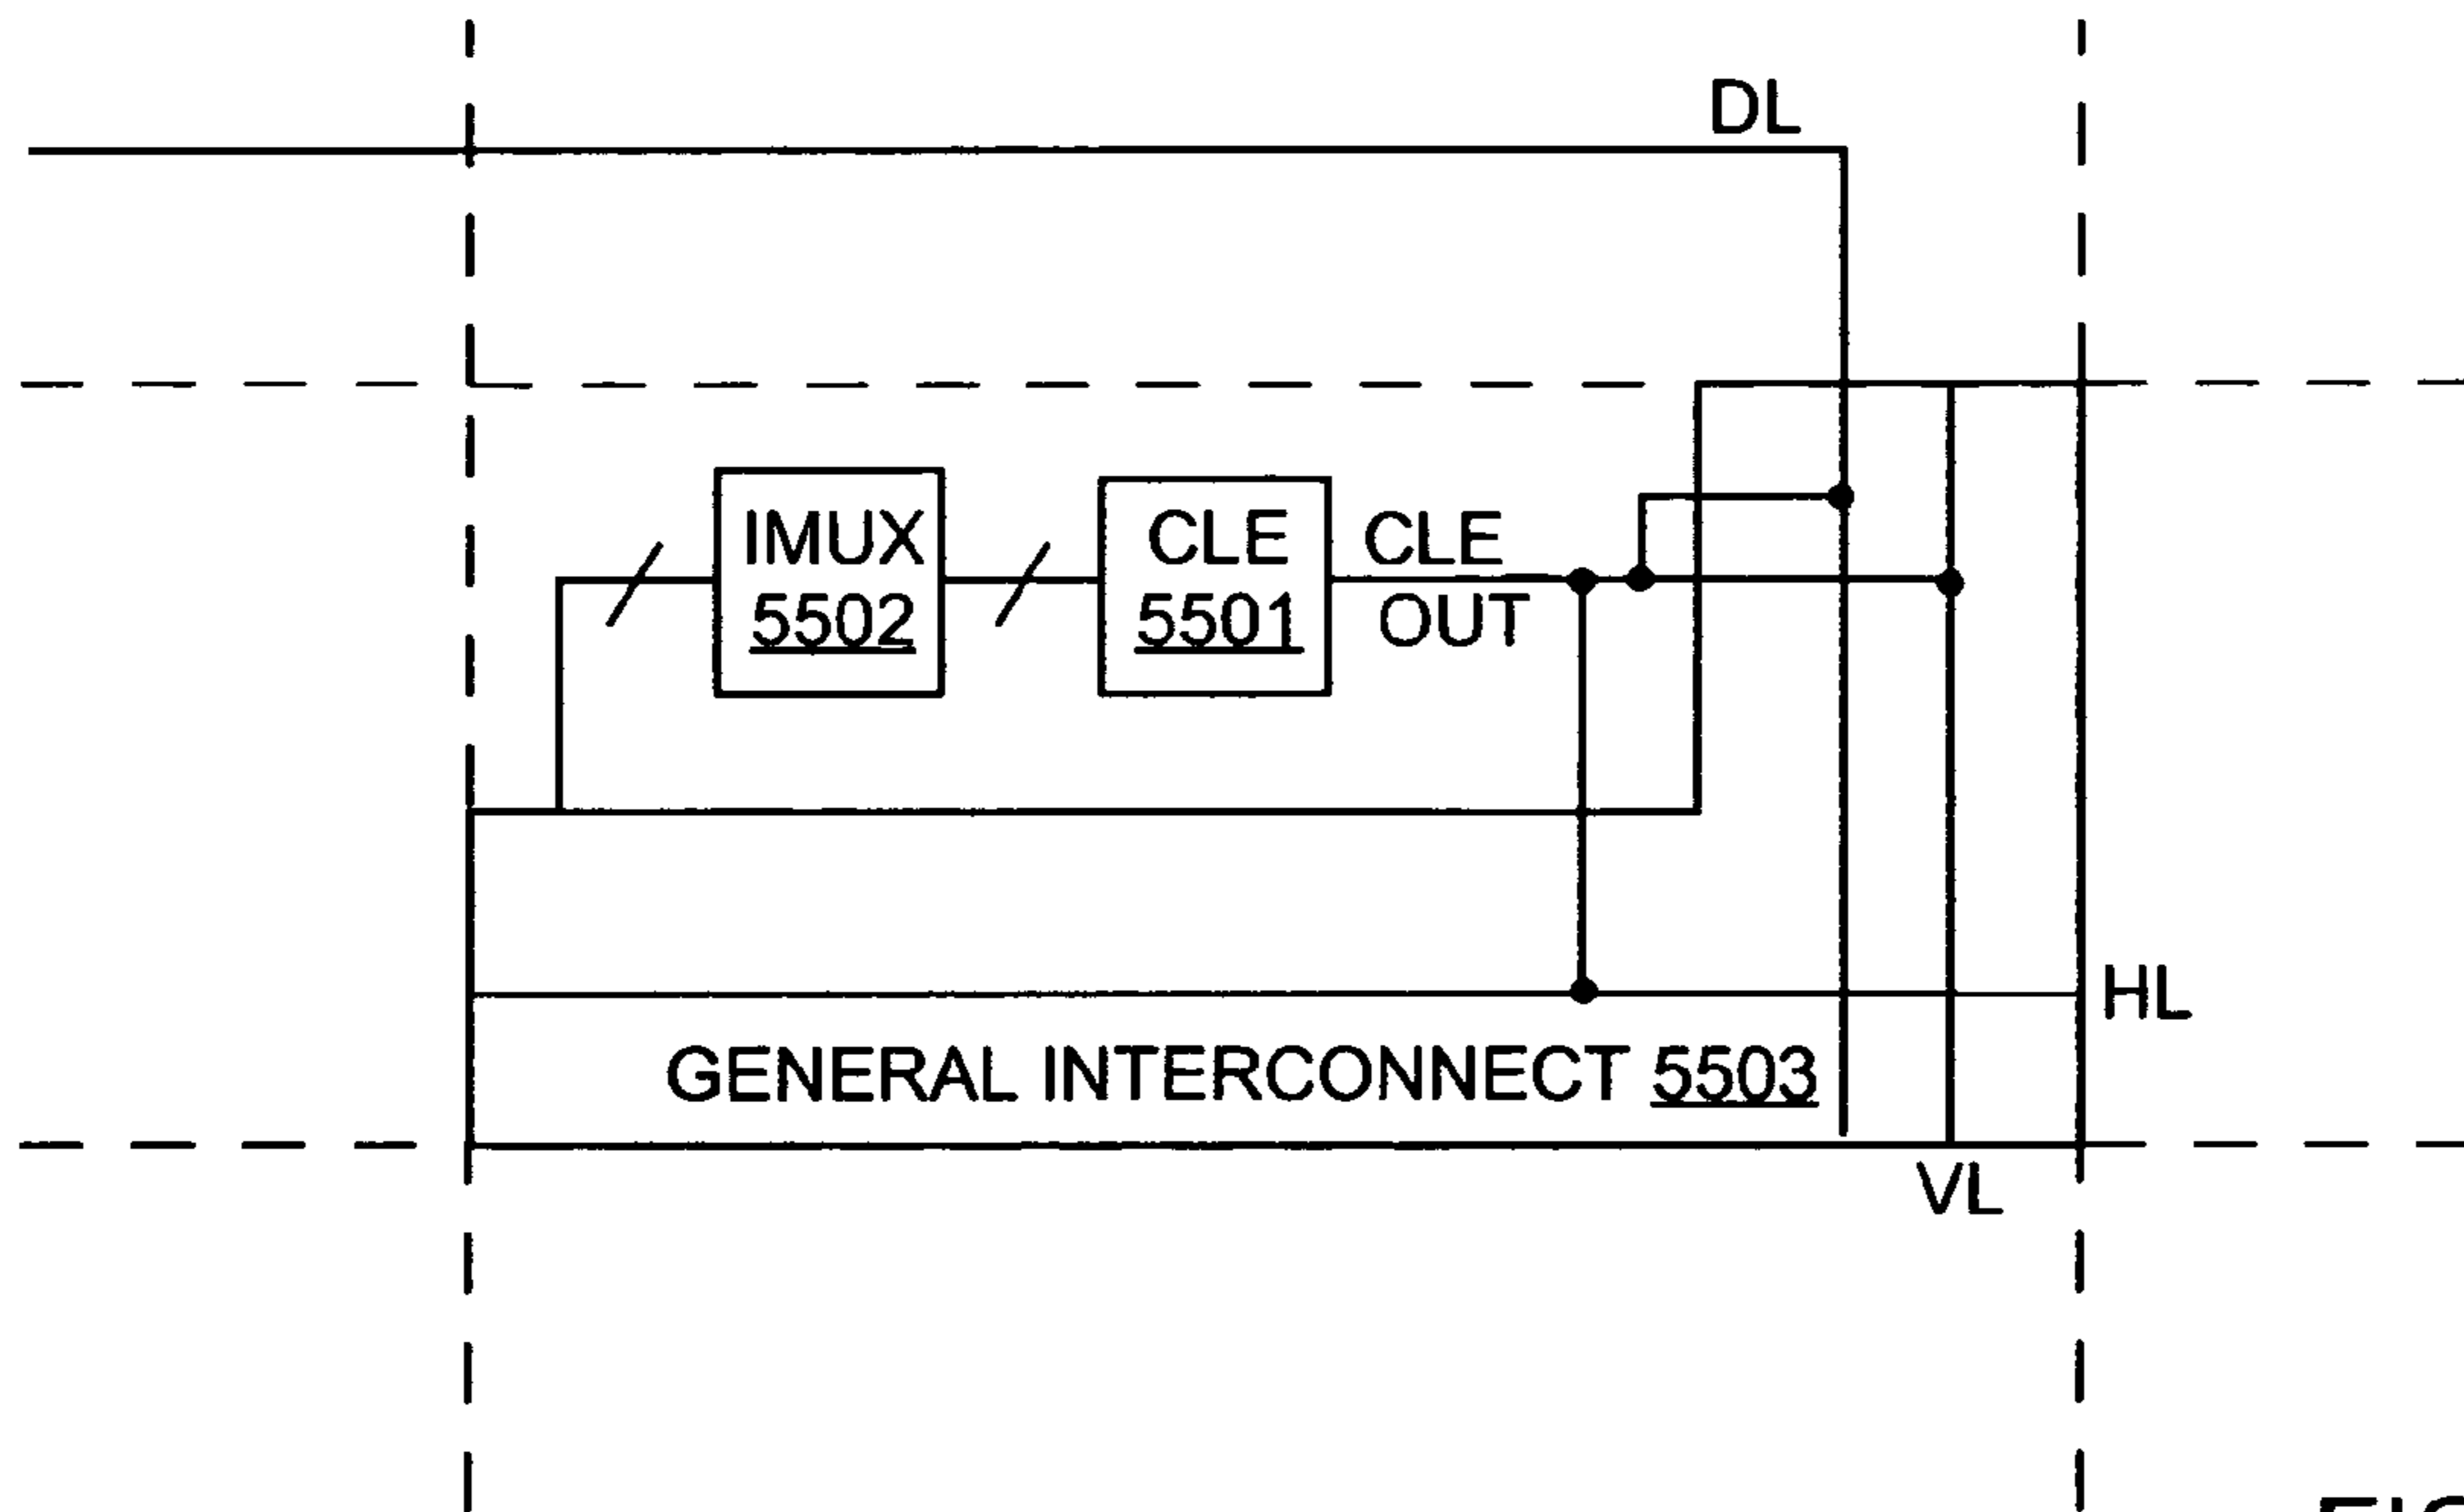 DL
IMUX
5502
CLE
5501
CLE
OUT
HL
GENERAL INTERCONNECT 5503
VL